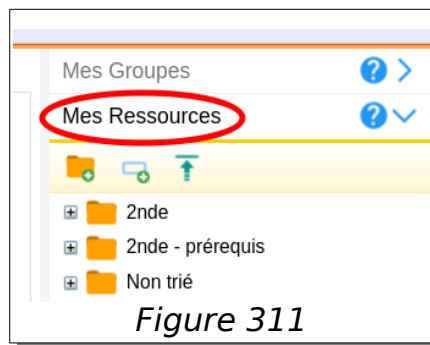 Mes Groupes ?
Mes Ressources ?
2nde
2nde - prérequis
Non trié
Figure 311